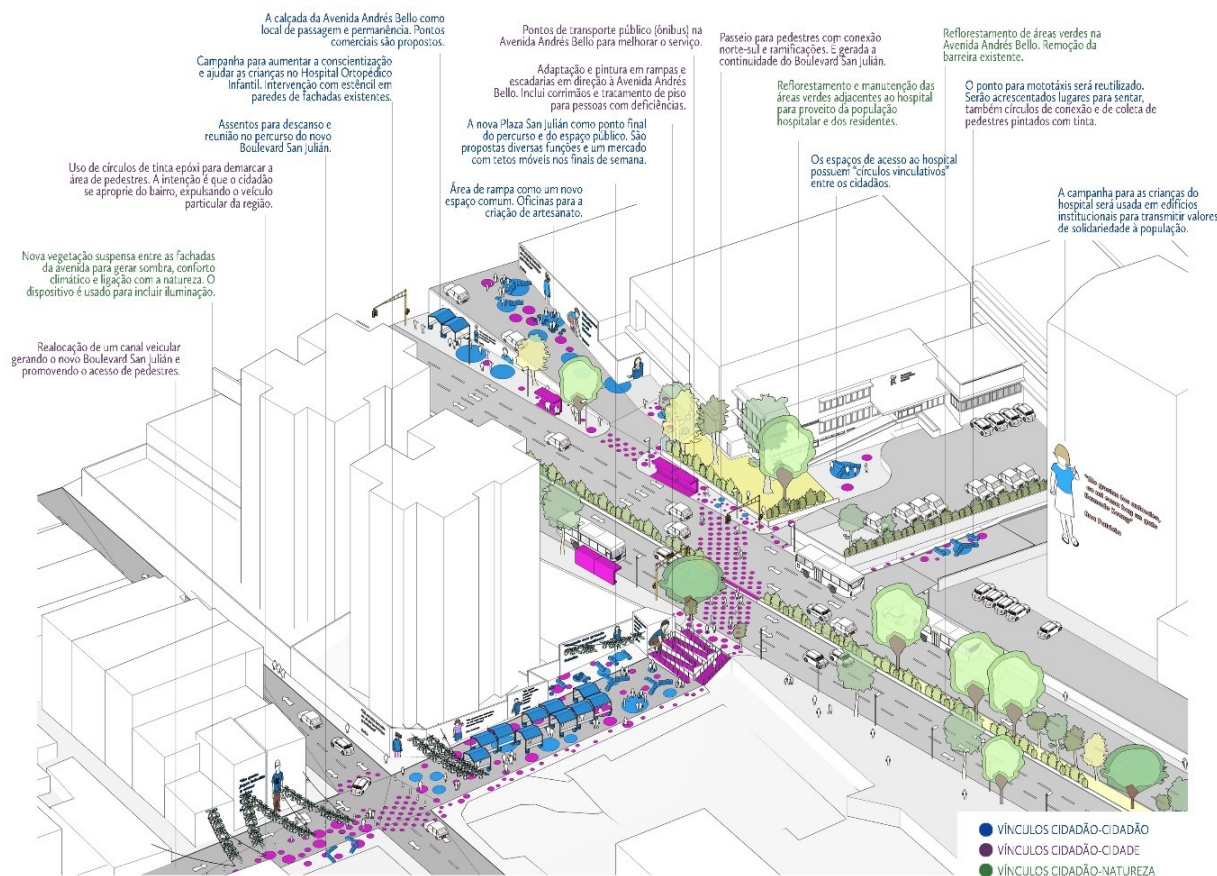 A calçada da Avenida Andrés Bello como
local de passagem e permanência. Pontos
comerciais são propostos.
Campanha para aumentar a conscientização
e ajudar as crianças no Hospital Ortopédico
Infantil. Intervenção com estêncil em
paredes de fachadas existentes.
Assentos para descanso e
reunião no percurso do novo
Boulevard San Julián.
Uso de círculos de tinta epóxi para demarcar a
área de pedestres. A intenção é que o cidadão
se aproprie do bairro, expulsando o veículo
particular da região.
Nova vegetação suspensa entre as fachadas
da avenida para gerar sombra, conforto
climático e ligação com a natureza. O
dispositivo é usado para incluir iluminação.
Realocação de um canal veicular
gerando o novo Boulevard San Julián e
promovendo o acesso de pedestres.
Pontos de transporte público (ônibus) na
Avenida Andrés Bello para melhorar o serviço.
Adaptação e pintura em rampas e
escadarias em direção à Avenida Andrés
Bello. Inclui corrimãos e tratamento de piso
para pessoas com deficiências.
A nova Plaza San Julián como ponto final
do percurso e do espaço público. São
propostas diversas funções e um mercado
com tetos móveis nos finais de semana.
Área de rampa como um novo
espaço comum. Oficinas para a
criação de artesanato.
Passeio para pedestres com conexão
norte-sul e ramificações. É gerada a
continuidade do Boulevard San Julián.
Reflorestamento e manutenção das
áreas verdes adjacentes ao hospital
para proveito da população
hospitalar e dos residentes.
Os espaços de acesso ao hospital
possuem "círculos vinculativos"
entre os cidadãos.
Reflorestamento de áreas verdes na
Avenida Andrés Bello. Remoção da
barreira existente.
O ponto para mototáxis será reutilizado.
Serão acrescentados lugares para sentar,
também círculos de conexão e de coleta de
pedestres pintados com tinta.
A campanha para as crianças do
hospital será usada em edifícios
institucionais para transmitir valores
de solidariedade à população.
VÍNCULOS CIDADÃO-CIDADÃO
VÍNCULOS CIDADÃO-CIDADE
VÍNCULOS CIDADÃO-NATUREZA